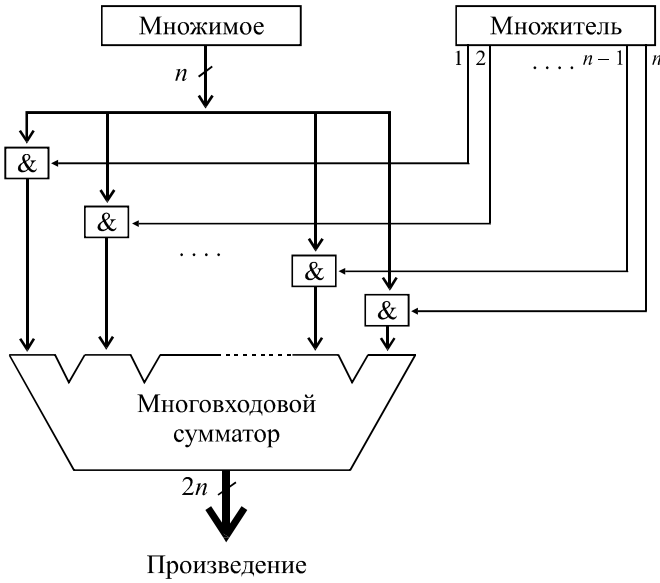 Множимое
Множитель
n
1 2 . . . . n – 1 n
&
&
. . . .
&
&
Многовходовой
сумматор
2n
Произведение